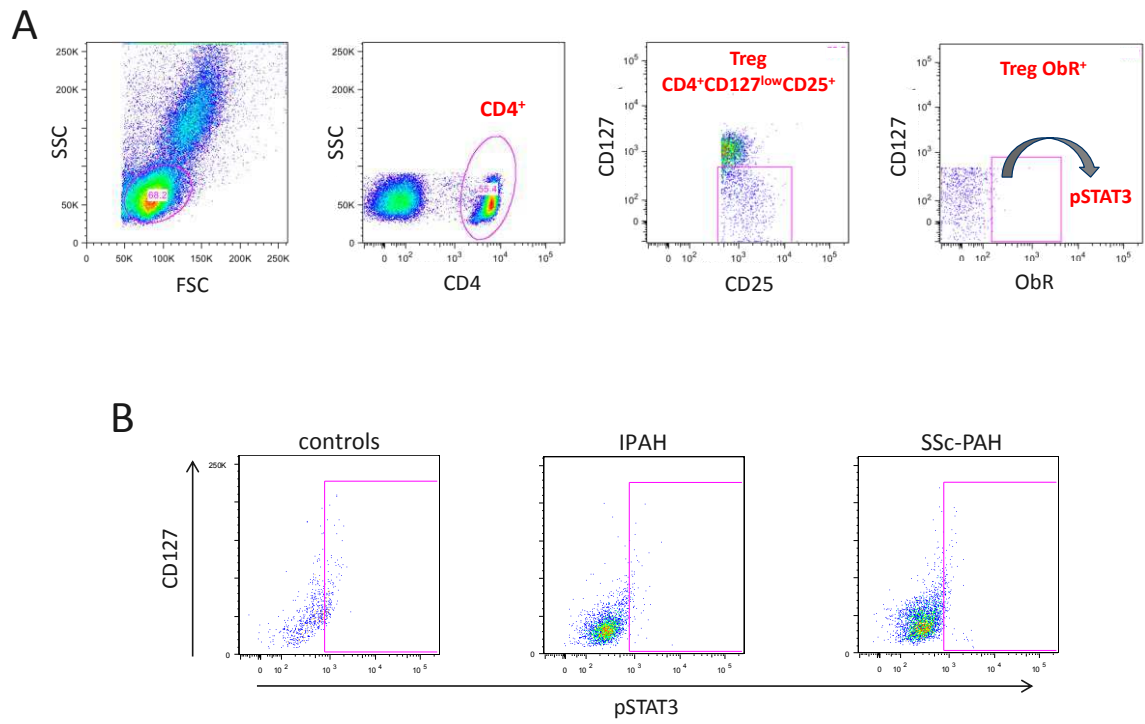 A
SSC
250K
200K
150K
100K
50K
0
68.2
0 50K 100K 150K 200K 250K
FSC
SSC
250K
200K
150K
100K
50K
0
CD4⁺
55.4
0 10² 10³ 10⁴ 10⁵
CD4
CD127
10⁵
10⁴
10³
10²
0
Treg
CD4⁺CD127ˡᵒʷCD25⁺
0 10² 10³ 10⁴ 10⁵
CD25
CD127
10⁵
10⁴
10³
10²
0
Treg ObR⁺
pSTAT3
0 10² 10³ 10⁴ 10⁵
ObR
B
controls
IPAH
SSc-PAH
CD127
250K
0
0 10² 10³ 10⁴ 10⁵
0
0 10² 10³ 10⁴ 10⁵
0
0 10² 10³ 10⁴ 10⁵
pSTAT3